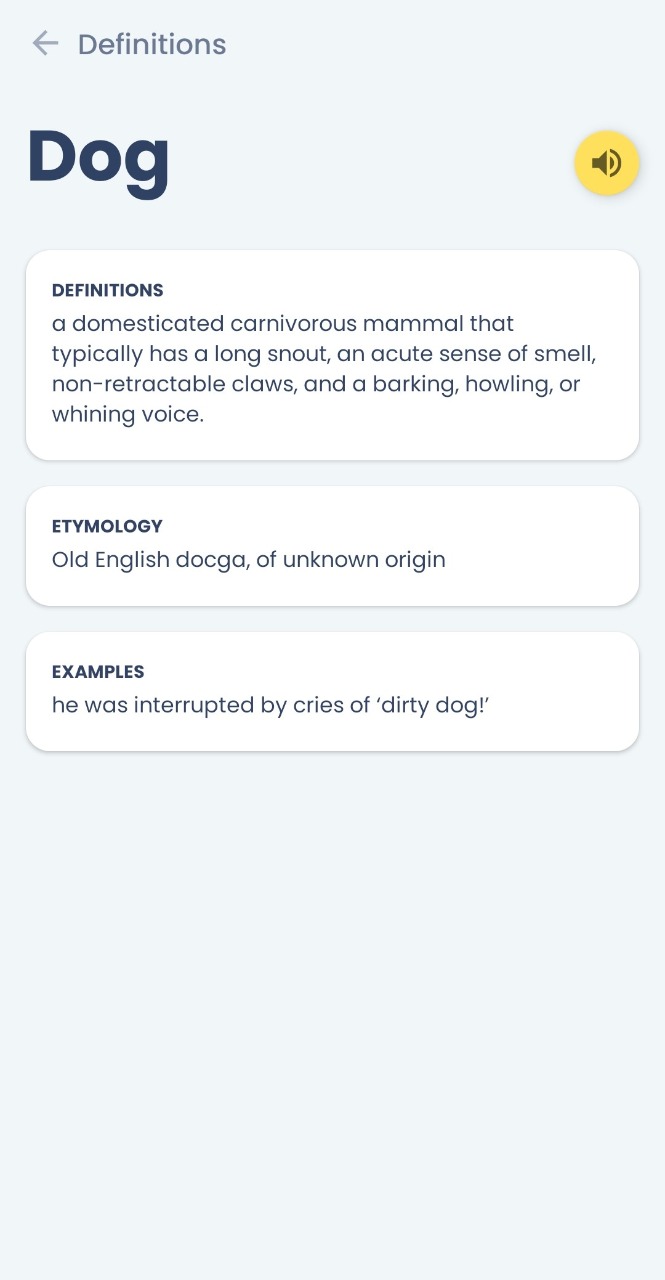 Definitions
Dog
DEFINITIONS
a domesticated carnivorous mammal that
typically has a long snout, an acute sense of smell,
non-retractable claws, and a barking, howling, or
whining voice.
ETYMOLOGY
Old English docga, of unknown origin
EXAMPLES
he was interrupted by cries of ‘dirty dog!’